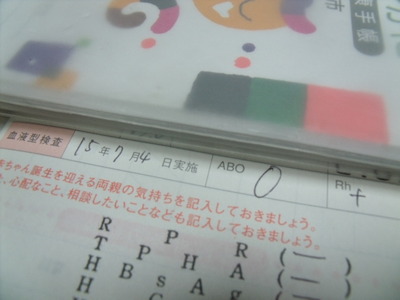 康手帳
市
血液型検査 15年7月4日実施 ABO O Rh +
赤ちゃん誕生を迎える両親の気持ちを記入しておきましょう。
心配なこと、相談したいことなども記入しておきましょう。
R P R (—)
T P H A (—)
H B s A g
H